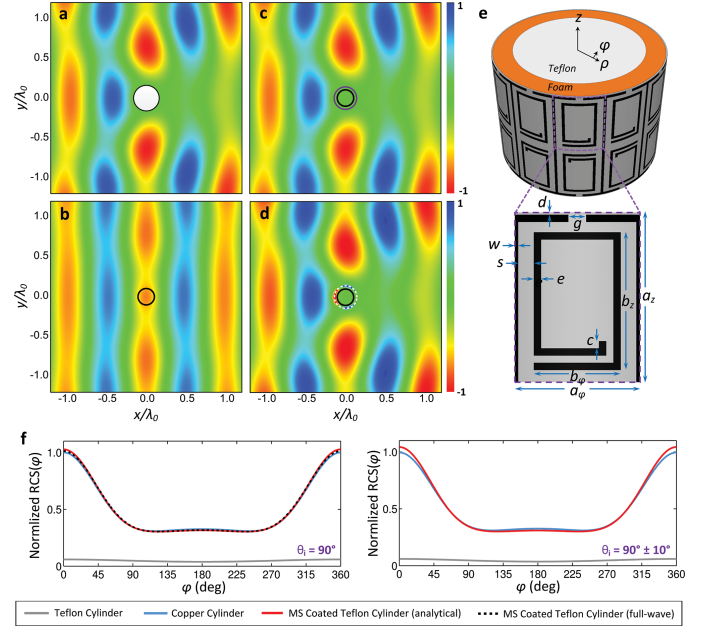 a
c
e
b
d
1
-1
1
-1
y/λ₀
1.0
0.5
0.0
-0.5
-1.0
y/λ₀
1.0
0.5
0.0
-0.5
-1.0
-1.0
-0.5
0.0
0.5
1.0
x/λ₀
-1.0
-0.5
0.0
0.5
1.0
x/λ₀
z
φ
ρ
Teflon
Foam
d
g
w
s
e
c
b_z
a_z
b_φ
a_φ
f
Normlized RCS(φ)
1.0
0.5
0
0 45 90 135 180 225 270 315 360
φ (deg)
θi = 90°
Normlized RCS(φ)
1.0
0.5
0
0 45 90 135 180 225 270 315 360
φ (deg)
θi = 90° ± 10°
Teflon Cylinder
Copper Cylinder
MS Coated Teflon Cylinder (analytical)
MS Coated Teflon Cylinder (full-wave)